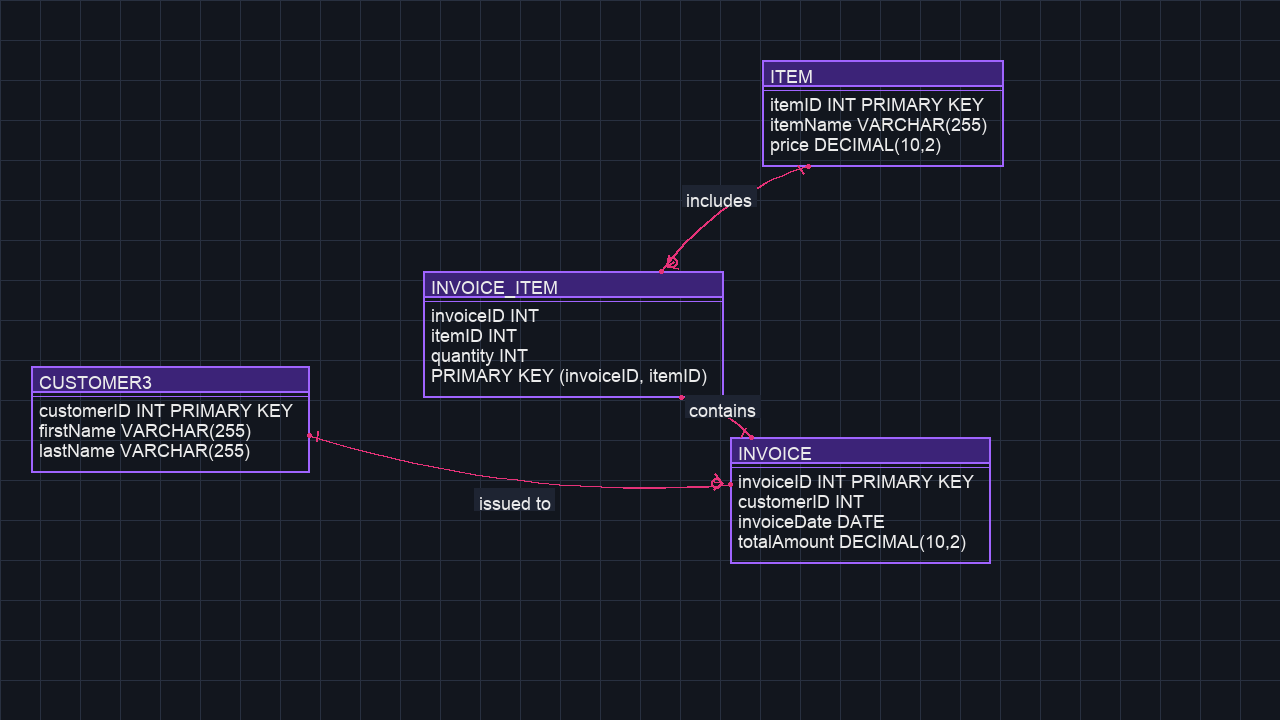 ITEM
itemID INT PRIMARY KEY
itemName VARCHAR(255)
price DECIMAL(10,2)
includes
INVOICE_ITEM
invoiceID INT
itemID INT
quantity INT
PRIMARY KEY (invoiceID, itemID)
CUSTOMER3
customerID INT PRIMARY KEY
firstName VARCHAR(255)
lastName VARCHAR(255)
contains
issued to
INVOICE
invoiceID INT PRIMARY KEY
customerID INT
invoiceDate DATE
totalAmount DECIMAL(10,2)